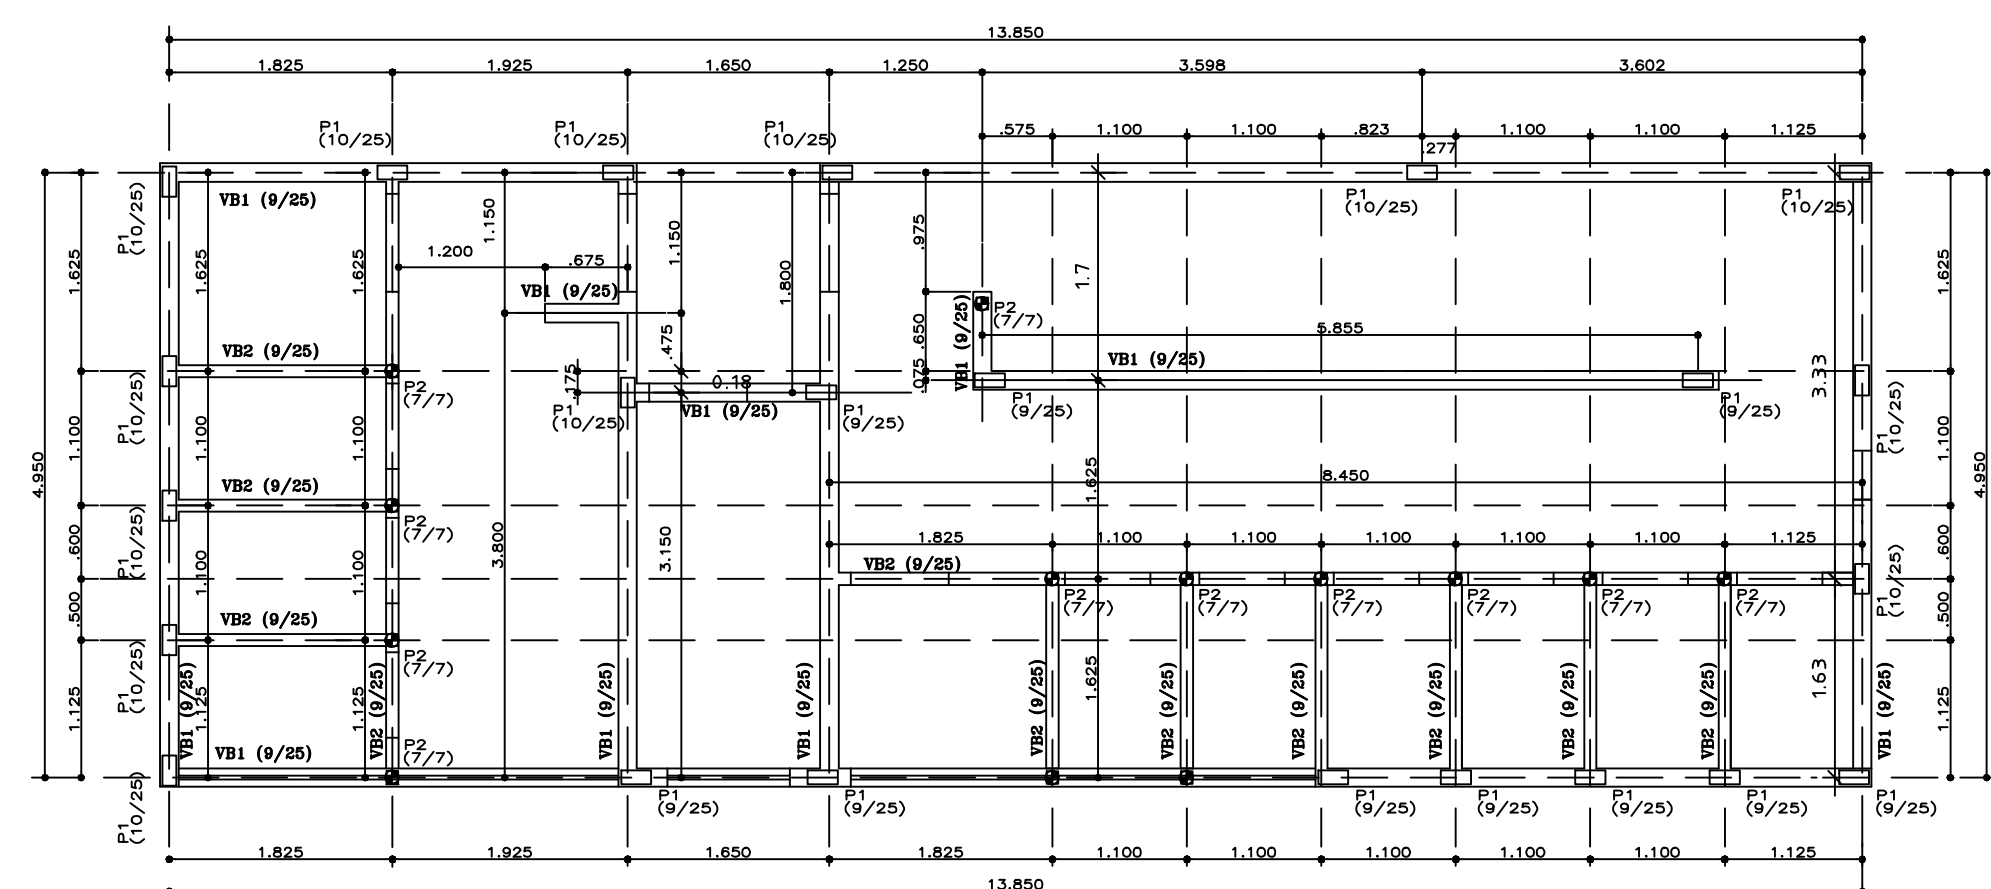 13.850
1.825 1.925 1.650 1.250 3.598 3.602
.575 1.100 1.100 .823 1.100 1.100 1.125
.277
P1 P1 P1
(10/25) (10/25) (10/25)
P1
(10/25)
VB1 (9/25)
P1
(10/25)
P1
(10/25)
1.150
1.150
.975
1.625
1.625
1.625
1.625
1.200
.675
1.800
1.7
VB1 (9/25)
VB1 (9/25)
P2
(7/7)
5.855
.475
.650
VB2 (9/25)
VB1 (9/25)
.175
0.18
.075
3.33
P1
(10/25)
P2
(7/7)
P1
(10/25)
VB1 (9/25)
P1
(9/25)
P1
(9/25)
P1
(9/25)
P1
(10/25)
1.100
1.100
1.100
1.100
4.950
4.950
8.450
1.625
VB2 (9/25)
P1
(10/25)
P2
(7/7)
.600
1.100
1.100
3.800
3.150
1.825 1.100 1.100 1.100 1.100 1.100 1.125
.600
VB2 (9/25)
P1
(10/25)
P2 P2 P2 P2 P2 P2
(7/7) (7/7) (7/7) (7/7) (7/7) (7/7)
.500
.500
VB2 (9/25)
P1
(10/25)
P2
(7/7)
1.125
VB1 (9/25)
1.125
1.125
VB2 (9/25)
VB1 (9/25)
VB1 (9/25)
VB2 (9/25)
1.625
VB2 (9/25)
VB2 (9/25)
VB2 (9/25)
VB2 (9/25)
VB2 (9/25)
1.63
VB1 (9/25)
1.125
VB1 (9/25)
P2
(7/7)
P1
(10/25)
P1 P1 P1 P1 P1 P1 P1
(9/25) (9/25) (9/25) (9/25) (9/25) (9/25) (9/25)
1.825 1.925 1.650 1.825 1.100 1.100 1.100 1.100 1.100 1.125
13.850